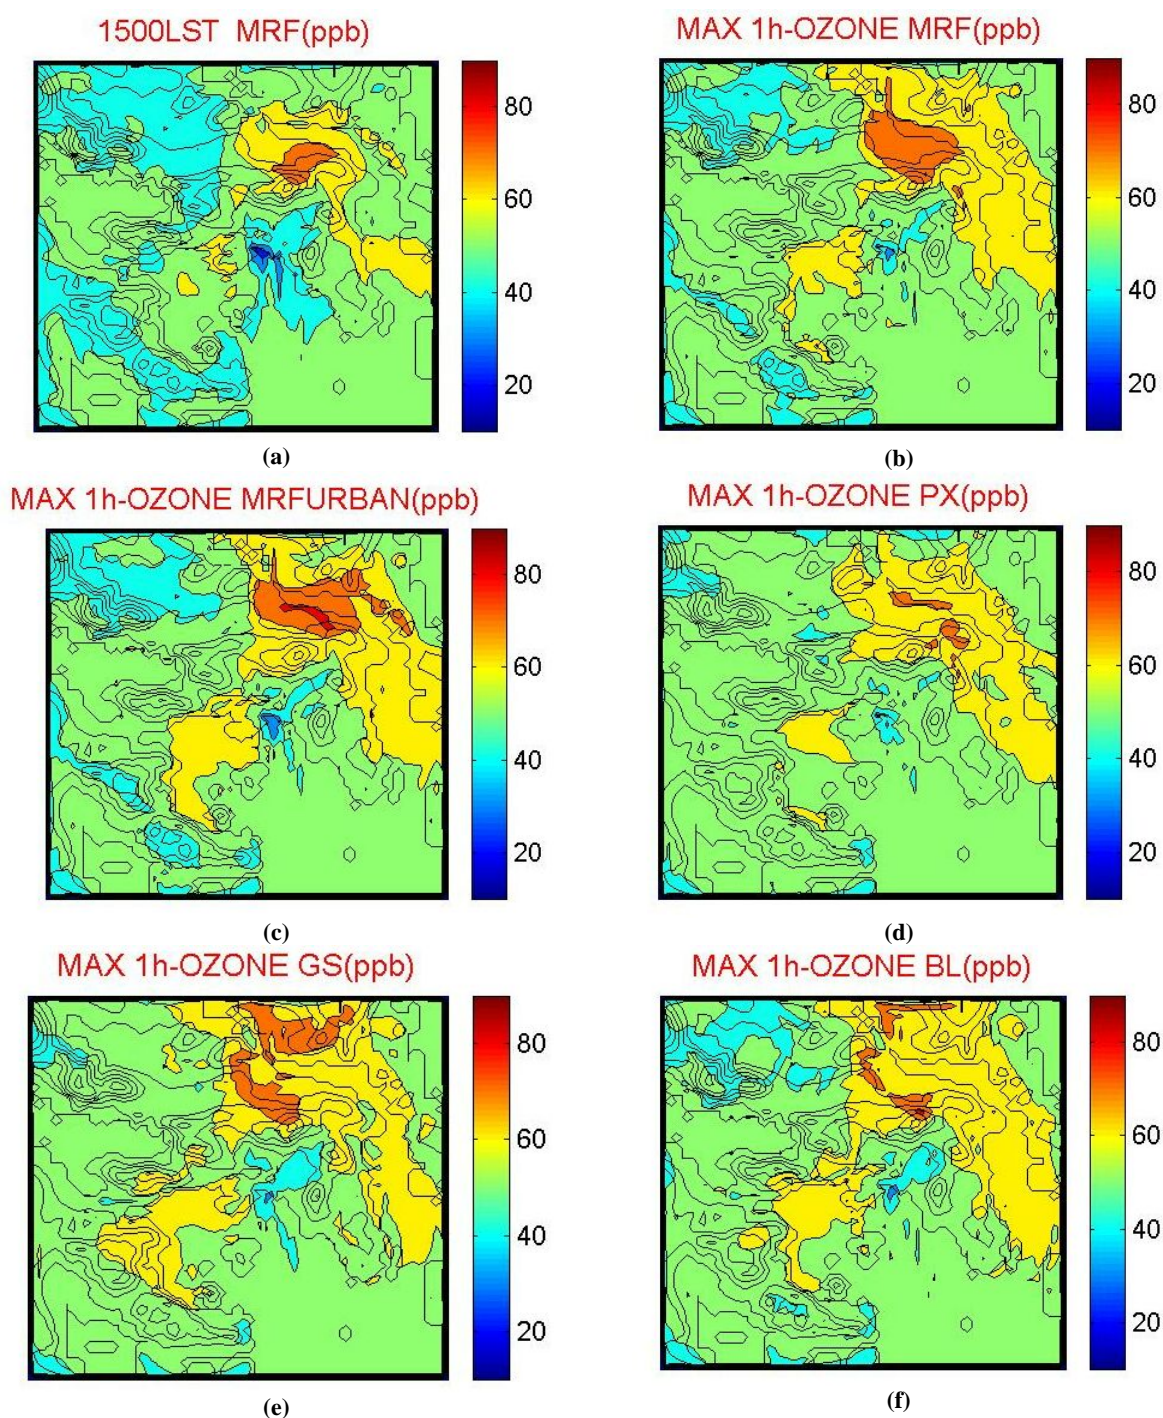 1500LST MRF(ppb)
80
60
40
20
(a)
MAX 1h-OZONE MRF(ppb)
80
60
40
20
(b)
MAX 1h-OZONE MRFURBAN(ppb)
80
60
40
20
(c)
MAX 1h-OZONE PX(ppb)
80
60
40
20
(d)
MAX 1h-OZONE GS(ppb)
80
60
40
20
(e)
MAX 1h-OZONE BL(ppb)
80
60
40
20
(f)